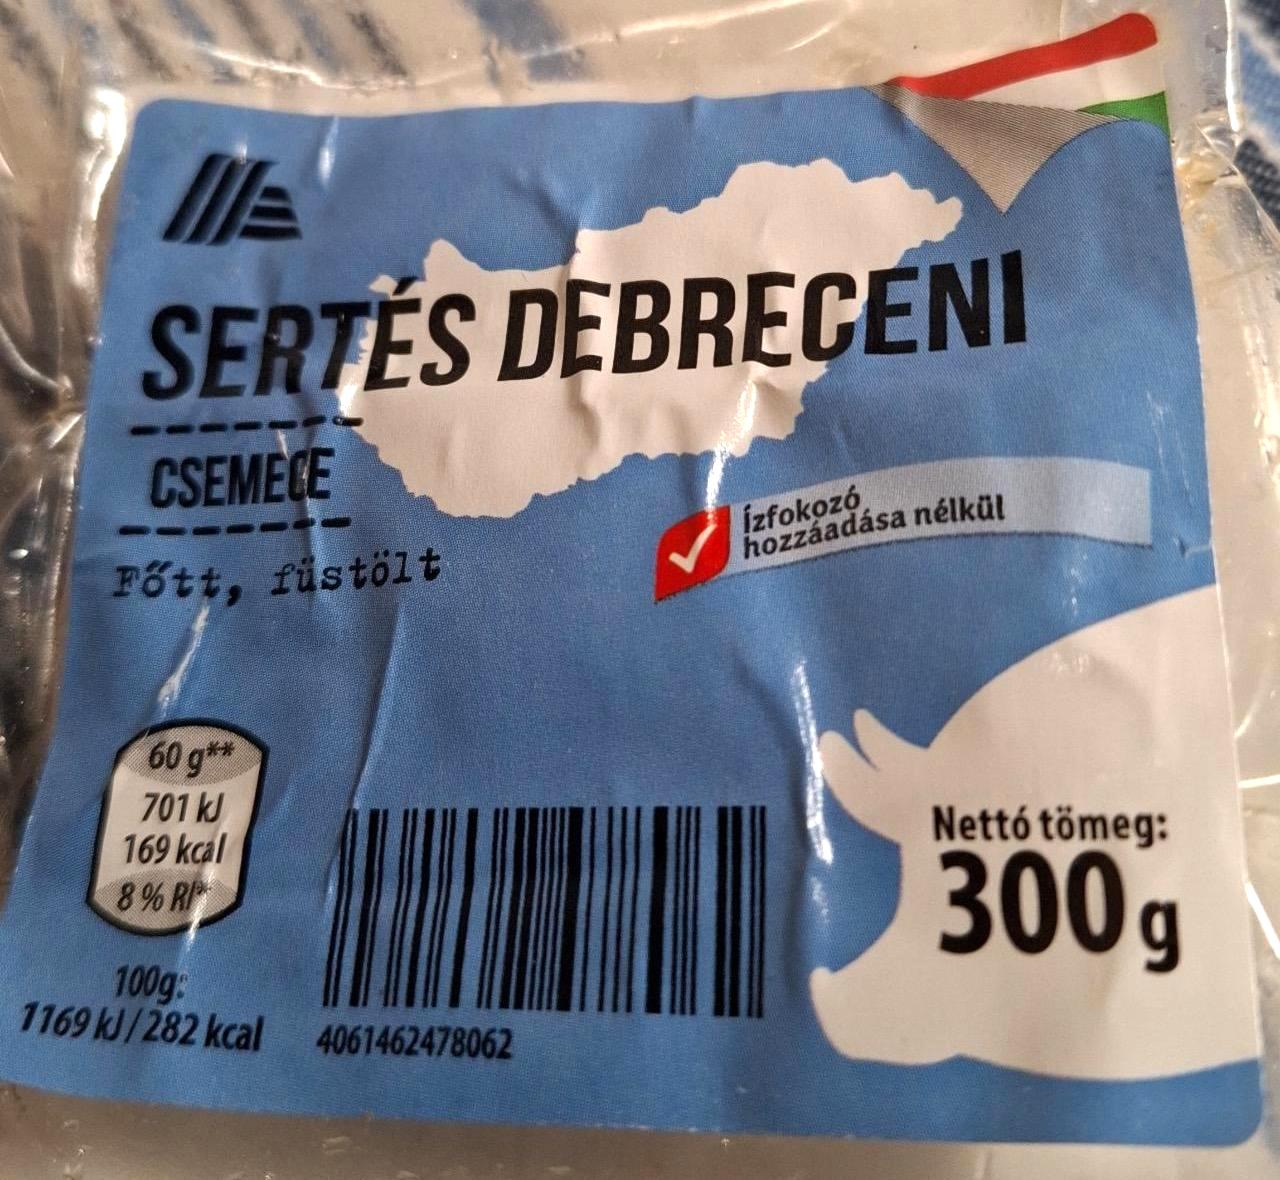 SERTÉS DEBRECENI
CSEMEGE
Főtt, füstölt
Ízfokozó
hozzáadása nélkül
60 g**
701 kJ
169 kcal
8 % RI*
100g:
1169 kJ/282 kcal
4061462478062
Nettó tömeg:
300 g